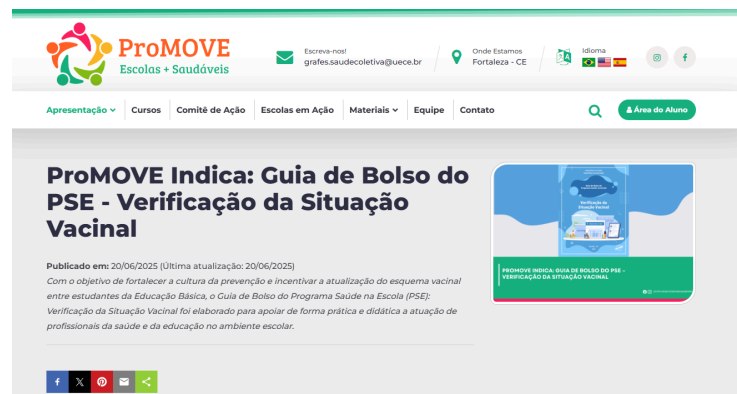 ProMOVE
Escolas + Saudáveis
Escreva-nos!
grafes.saudecoletiva@uece.br
Onde Estamos
Fortaleza - CE
Idioma
Apresentação
Cursos
Comitê de Ação
Escolas em Ação
Materiais
Equipe
Contato
Área do Aluno
ProMOVE Indica: Guia de Bolso do
PSE - Verificação da Situação
Vacinal
Publicado em: 20/06/2025 (Última atualização: 20/06/2025)
Com o objetivo de fortalecer a cultura da prevenção e incentivar a atualização do esquema vacinal
entre estudantes da Educação Básica, o Guia de Bolso do Programa Saúde na Escola (PSE):
Verificação da Situação Vacinal foi elaborado para apoiar de forma prática e didática a atuação de
profissionais da saúde e da educação no ambiente escolar.
Verificação da
Situação Vacinal
PROMOVE INDICA: GUIA DE BOLSO DO PSE -
VERIFICAÇÃO DA SITUAÇÃO VACINAL